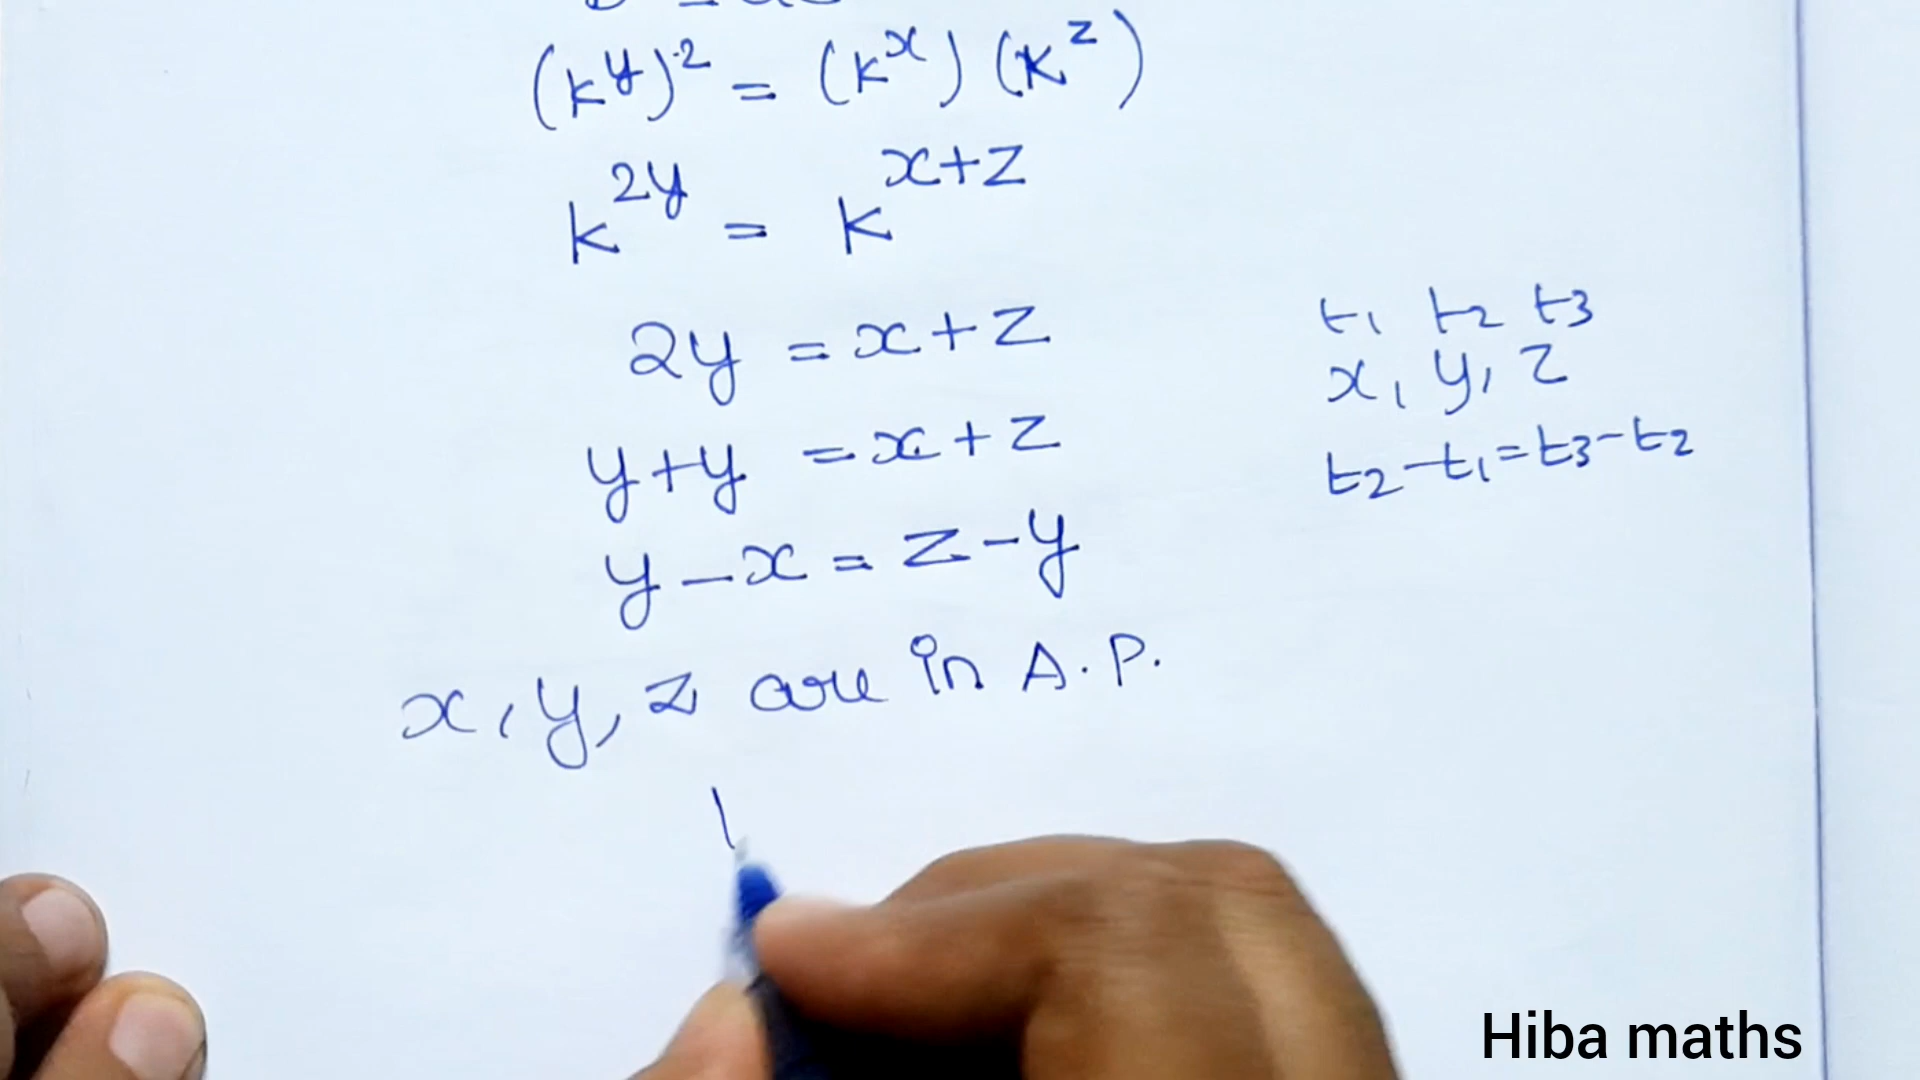 (k^y)^2 = (k^x) (k^z)
k^2y = k^x+z
2y = x+z
y+y = x+z
y-x = z-y
x, y, z are in A.P.
t1 t2 t3
x, y, z
t2-t1=t3-t2
Hiba maths